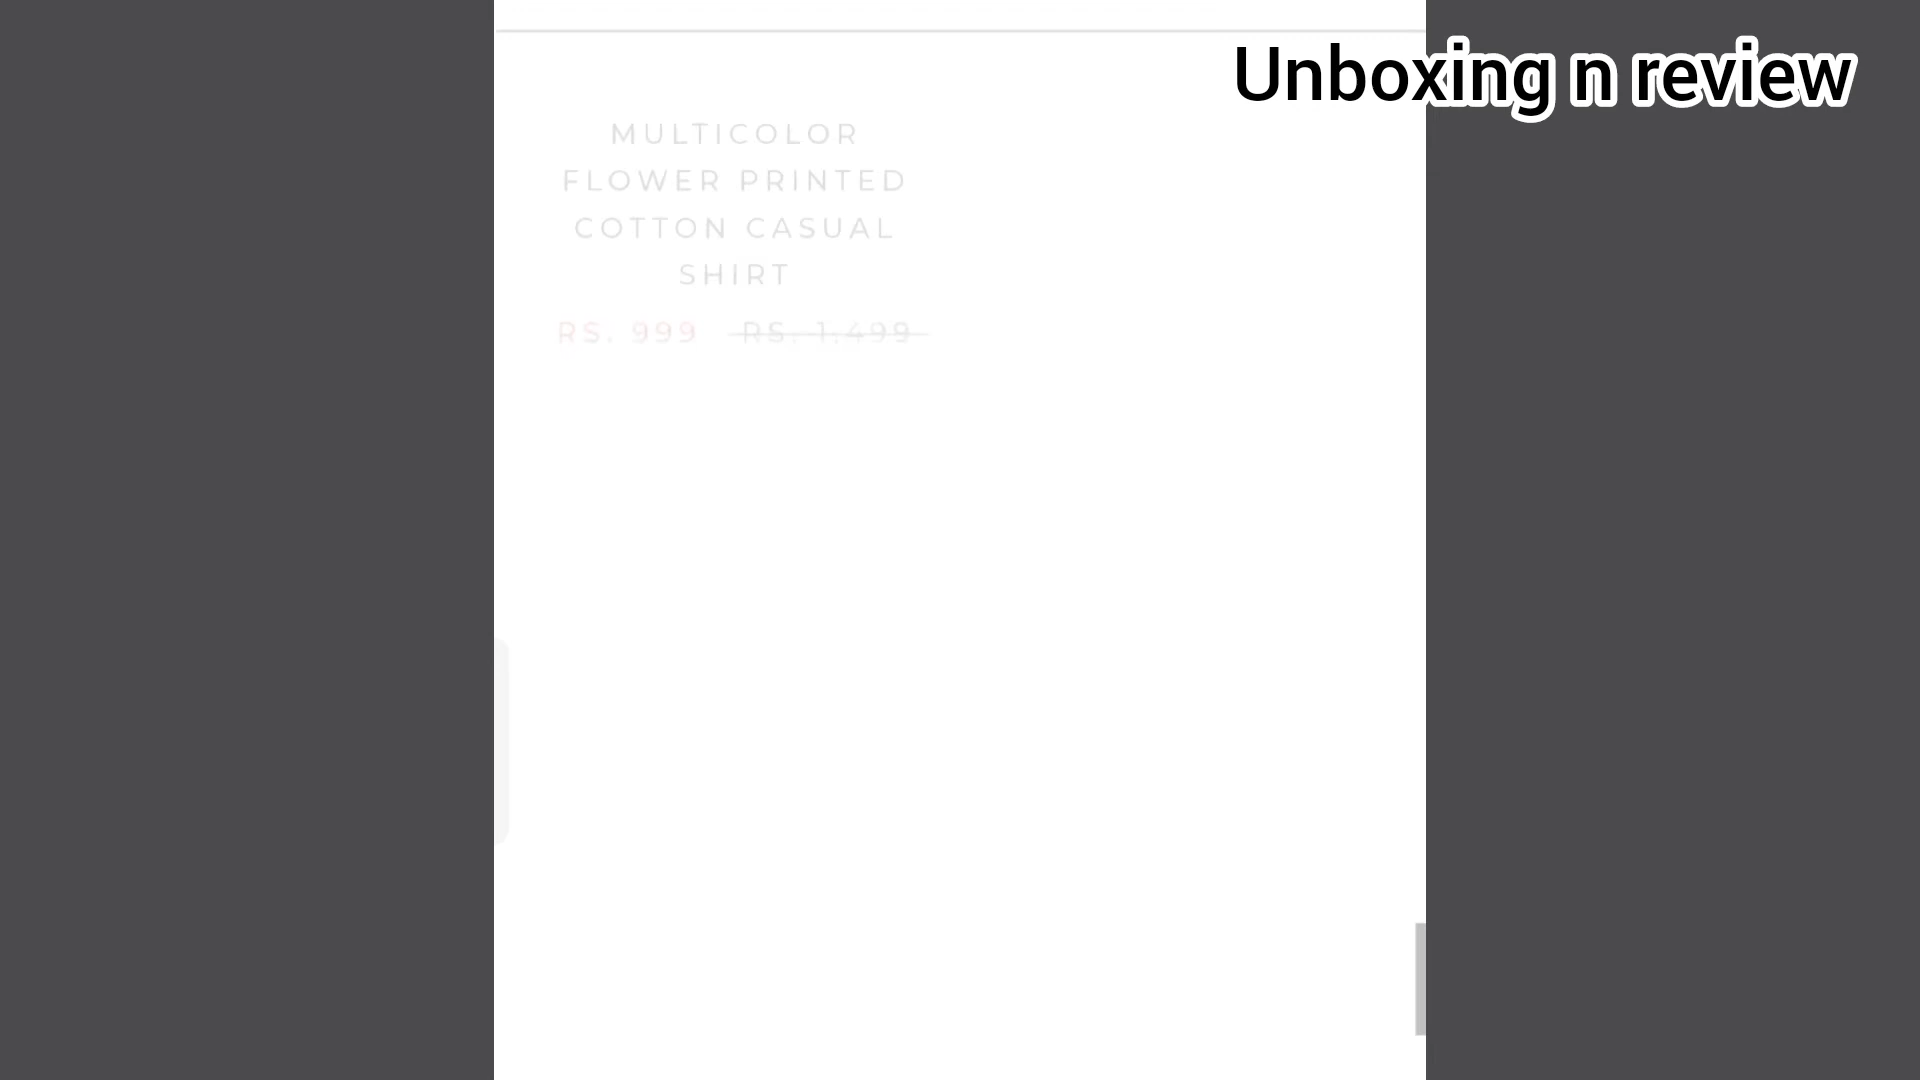 Unboxing n review
MULTICOLOR
FLOWER PRINTED
COTTON CASUAL
SHIRT
RS. 999 RS. 1,499